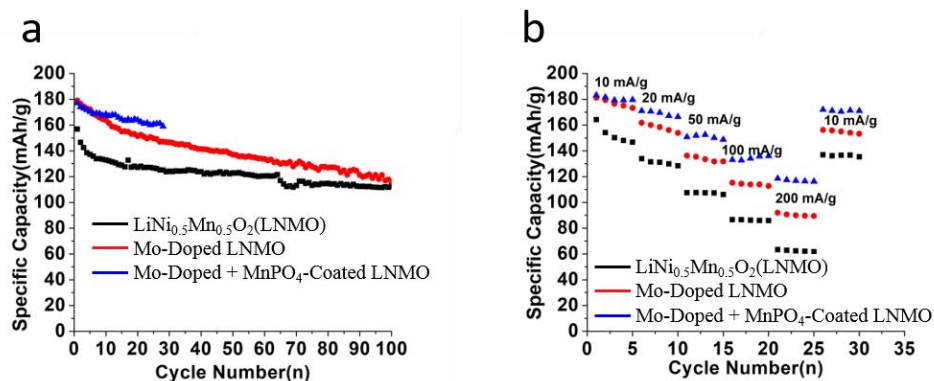 a
200
180
160
140
120
100
80
60
40
20
0
Specific Capacity(mAh/g)
LiNi₀.₅Mn₀.₅O₂(LNMO)
Mo-Doped LNMO
Mo-Doped + MnPO₄-Coated LNMO
0 10 20 30 40 50 60 70 80 90 100
Cycle Number(n)
b
200
180
160
140
120
100
80
60
40
20
0
Specific Capacity(mAh/g)
10 mA/g
20 mA/g
50 mA/g
100 mA/g
200 mA/g
10 mA/g
LiNi₀.₅Mn₀.₅O₂(LNMO)
Mo-Doped LNMO
Mo-Doped + MnPO₄-Coated LNMO
0 5 10 15 20 25 30 35
Cycle Number(n)